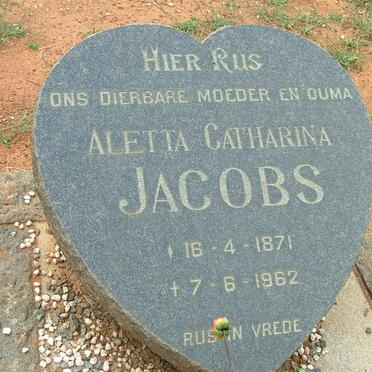 Hier Rus
ONS DIERBARE MOEDER EN OUMA
ALETTA CATHARINA
JACOBS
* 16-4-1871
† 7-6-1962
RUS IN VREDE